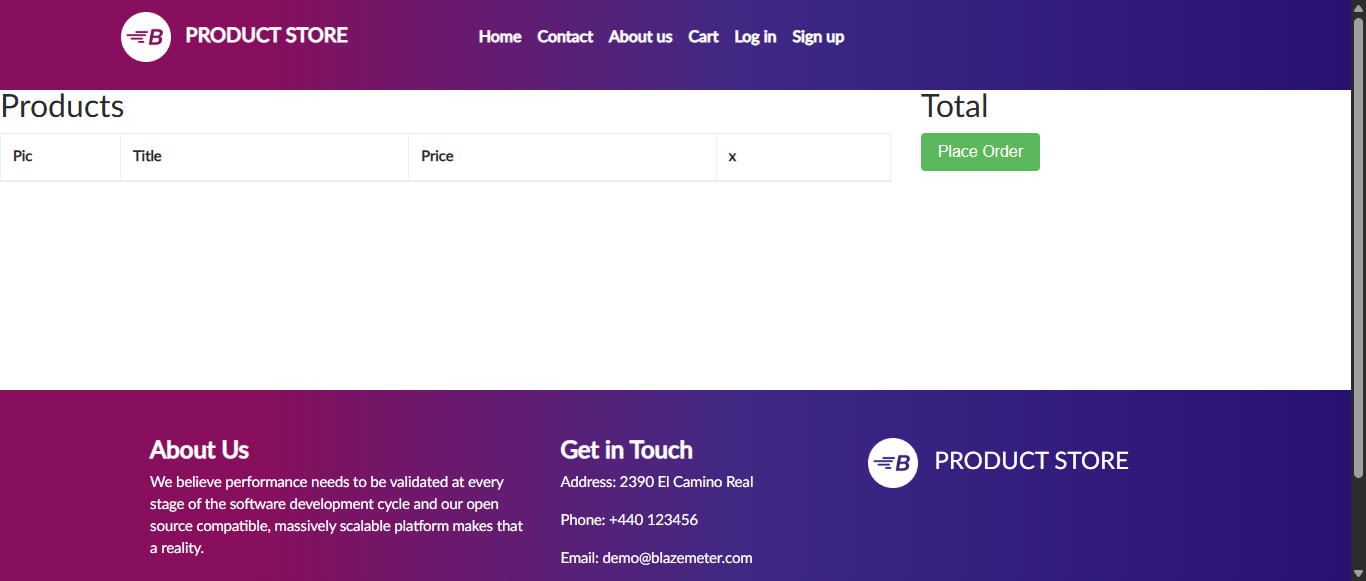 B PRODUCT STORE
Home Contact About us Cart Log in Sign up
Products
Pic Title Price x
Total
Place Order
About Us
We believe performance needs to be validated at every
stage of the software development cycle and our open
source compatible, massively scalable platform makes that
a reality.
Get in Touch
Address: 2390 El Camino Real
Phone: +440 123456
Email: demo@blazemeter.com
B PRODUCT STORE